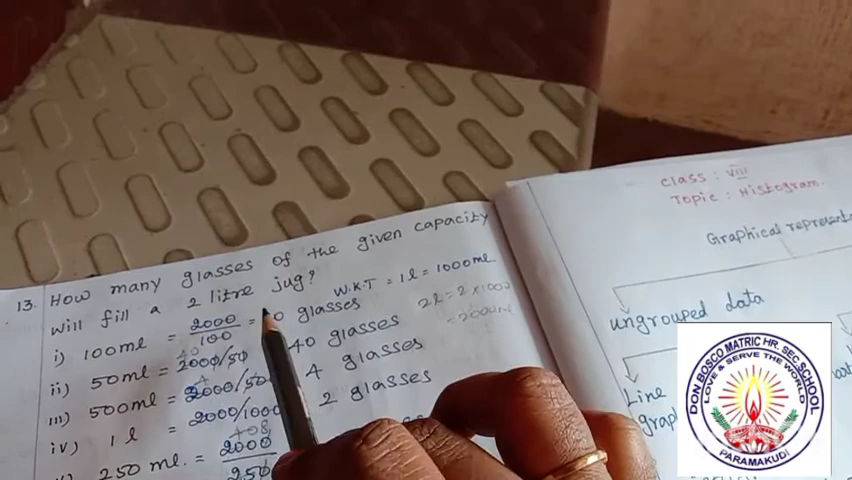 13. How many glasses of the given capacity
will fill a 2 litre jug?
W.K.T = 1l = 1000ml
2l = 2 x 1000
= 2000ml
i) 100ml = 2000/100 = 0 glasses
ii) 50ml = 2000/50 40 glasses
iii) 500ml = 2000/500 4 glasses
iv) 1 l = 2000/1000 2 glasses
250 ml. = 2000/250
class : VIII
Topic : Histogram.
Graphical
ungrouped data
Line
DON BOSCO MATRIC HR. SEC SCHOOL
LOVE & SERVE THE WORLD
PARAMAKUDI